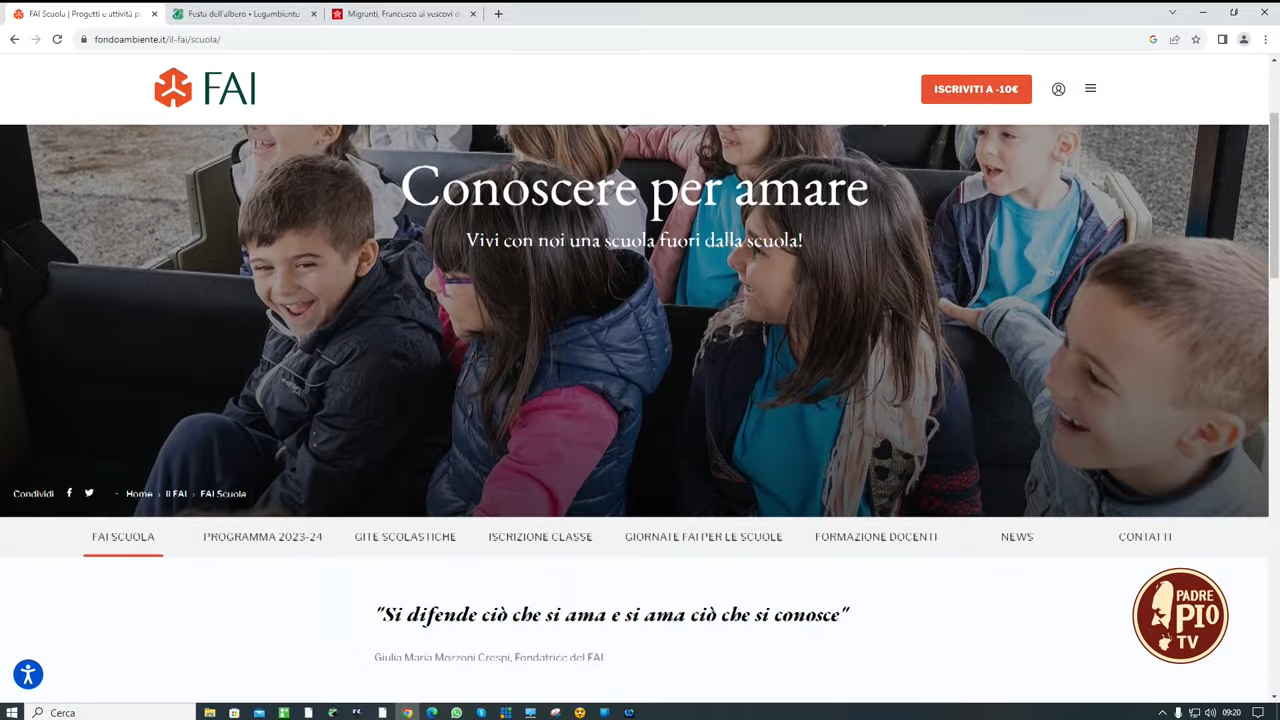 FAI Scuola | Progetti e attività p
Festa dell'albero • Legambiente
Migranti, Francesco ai vescovi d
fondoambiente.it/il-fai/scuola/
FAI
ISCRIVITI A -10€
Conoscere per amare
Vivi con noi una scuola fuori dalla scuola!
Condividi - Home › Il FAI › FAI Scuola
FAI SCUOLA PROGRAMMA 2023-24 GITE SCOLASTICHE ISCRIZIONE CLASSE GIORNATE FAI PER LE SCUOLE FORMAZIONE DOCENTI NEWS CONTATTI
"Si difende ciò che si ama e si ama ciò che si conosce"
Giulia Maria Mozzoni Crespi, Fondatrice del FAI
PADRE
PIO
TV
Cerca
09:20